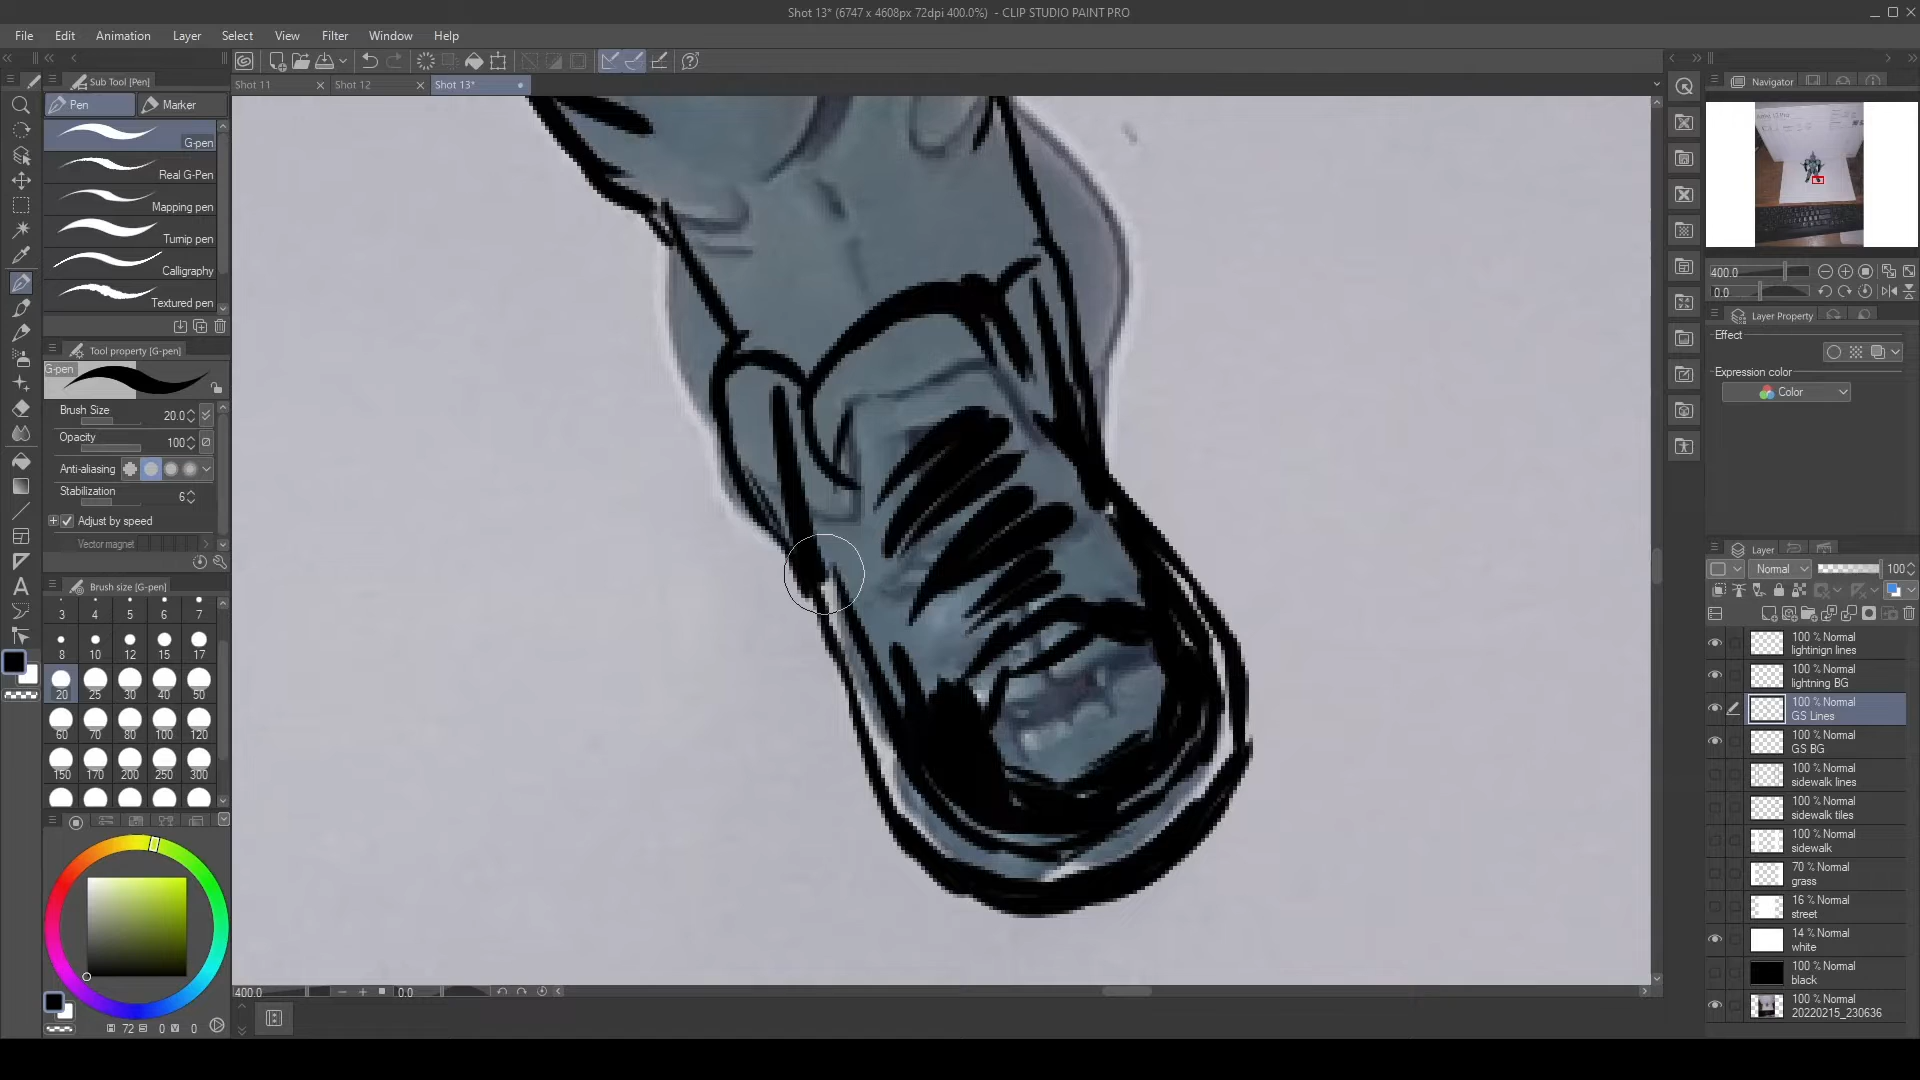 Shot 13* (6747 x 4608px 72dpi 400.0%) - CLIP STUDIO PAINT PRO
File Edit Animation Layer Select View Filter Window Help
Sub Tool [Pen]
Pen Marker
G-pen
Real G-Pen
Mapping pen
Turnip pen
Calligraphy
Textured pen
Tool property [G-pen]
G-pen
Brush Size 20.0
Opacity 100
Anti-aliasing
Stabilization 6
Adjust by speed
Vector magnet
Brush size [G-pen]
3 4 5 6 7
8 10 12 15 17
20 25 30 40 50
60 70 80 100 120
150 170 200 250 300
72 0 0
Shot 11 Shot 12 Shot 13*
400.0 0.0
Navigator
400.0
0.0
Layer Property
Effect
Expression color
Color
Layer
Normal 100
100 % Normal
lightinign lines
100 % Normal
lightning BG
100 % Normal
GS Lines
100 % Normal
GS BG
100 % Normal
sidewalk lines
100 % Normal
sidewalk tiles
100 % Normal
sidewalk
70 % Normal
grass
16 % Normal
street
14 % Normal
white
100 % Normal
black
100 % Normal
20220215_230636